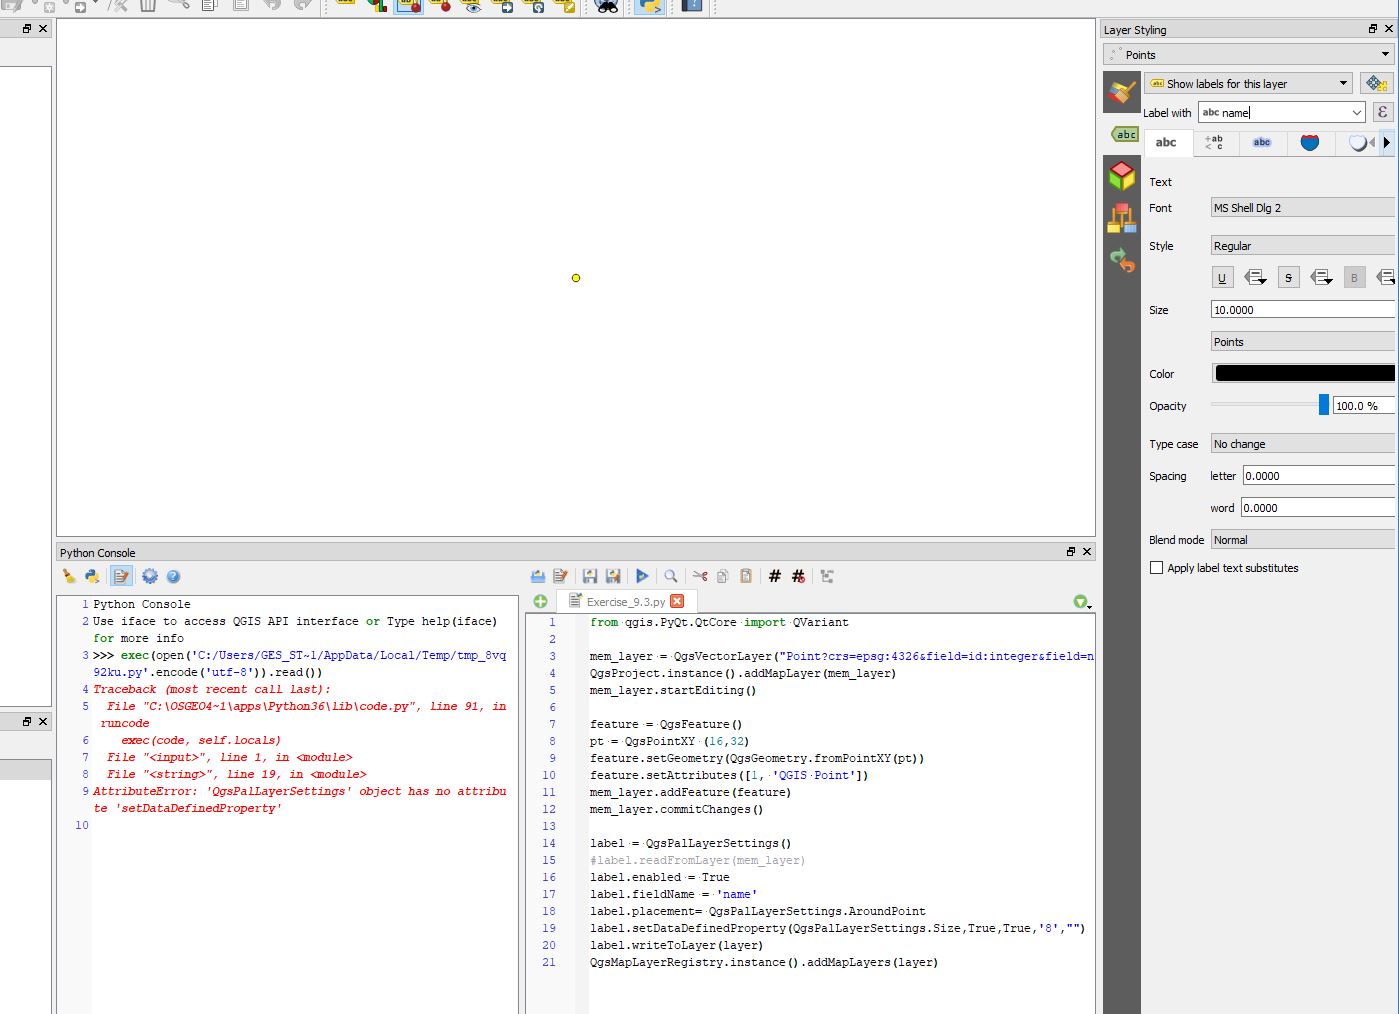 Layer Styling
Points
Show labels for this layer
Label with abc name
abc
abc
+ab
< c
abc
Text
Font MS Shell Dlg 2
Style Regular
U S B
Size 10.0000
Points
Color
Opacity 100.0 %
Type case No change
Spacing letter 0.0000
word 0.0000
Blend mode Normal
Apply label text substitutes
Python Console
1 Python Console
2 Use iface to access QGIS API interface or Type help(iface)
for more info
3 >>> exec(open('C:/Users/GES_ST~1/AppData/Local/Temp/tmp_8vq
92ku.py'.encode('utf-8')).read())
4 Traceback (most recent call last):
5 File "C:\OSGEO4~1\apps\Python36\lib\code.py", line 91, in
runcode
6 exec(code, self.locals)
7 File "<input>", line 1, in <module>
8 File "<string>", line 19, in <module>
9 AttributeError: 'QgsPalLayerSettings' object has no attribu
te 'setDataDefinedProperty'
10
Exercise_9.3.py
1 from qgis.PyQt.QtCore import QVariant
2
3 mem_layer = QgsVectorLayer("Point?crs=epsg:4326&field=id:integer&field=n
4 QgsProject.instance().addMapLayer(mem_layer)
5 mem_layer.startEditing()
6
7 feature = QgsFeature()
8 pt = QgsPointXY (16,32)
9 feature.setGeometry(QgsGeometry.fromPointXY(pt))
10 feature.setAttributes([1, 'QGIS Point'])
11 mem_layer.addFeature(feature)
12 mem_layer.commitChanges()
13
14 label = QgsPalLayerSettings()
15 #label.readFromLayer(mem_layer)
16 label.enabled = True
17 label.fieldName = 'name'
18 label.placement= QgsPalLayerSettings.AroundPoint
19 label.setDataDefinedProperty(QgsPalLayerSettings.Size,True,True,'8',"")
20 label.writeToLayer(layer)
21 QgsMapLayerRegistry.instance().addMapLayers(layer)